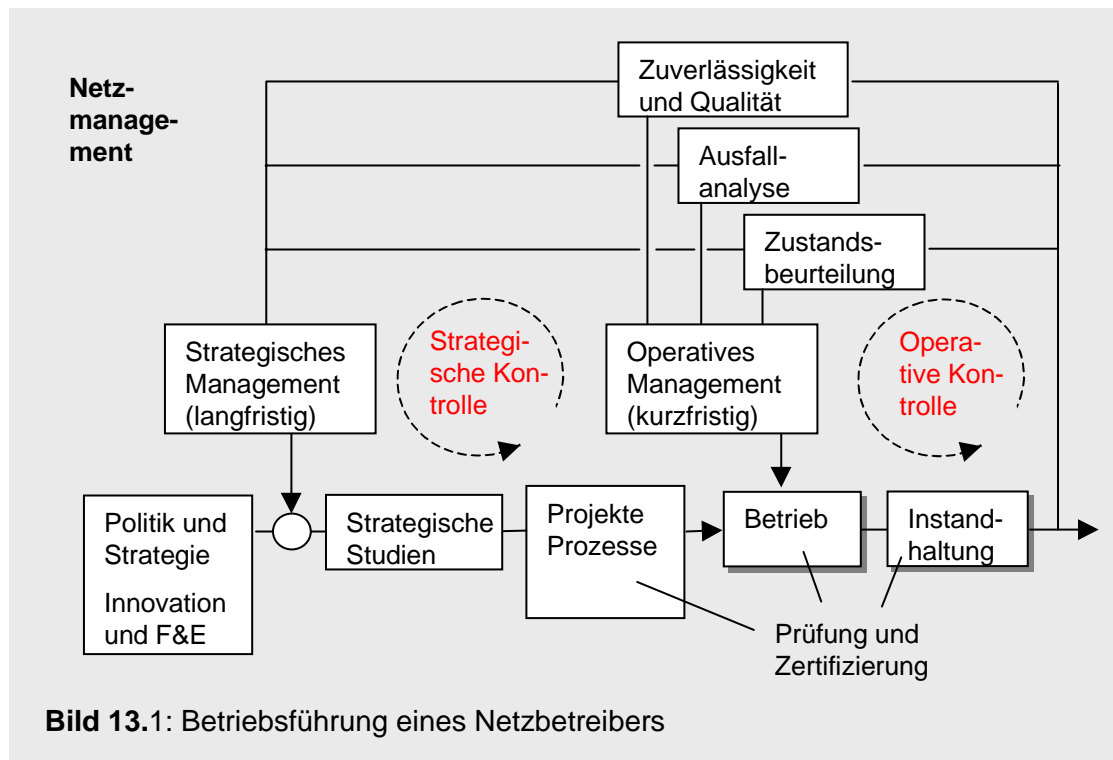 Netz-
manage-
ment
Zuverlässigkeit
und Qualität
Ausfall-
analyse
Zustands-
beurteilung
Strategisches
Management
(langfristig)
Strategi-
sche Kon-
trolle
Operatives
Management
(kurzfristig)
Opera-
tive Kon-
trolle
Politik und
Strategie
Innovation
und F&E
Strategische
Studien
Projekte
Prozesse
Betrieb
Instand-
haltung
Prüfung und
Zertifizierung
Bild 13.1: Betriebsführung eines Netzbetreibers